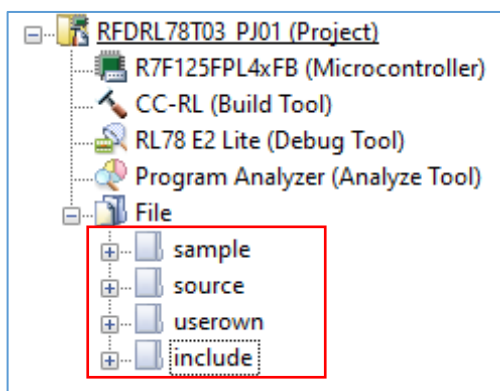 RFDRL78T03_PJ01 (Project)
R7F125FPL4xFB (Microcontroller)
CC-RL (Build Tool)
RL78 E2 Lite (Debug Tool)
Program Analyzer (Analyze Tool)
File
sample
source
userown
include